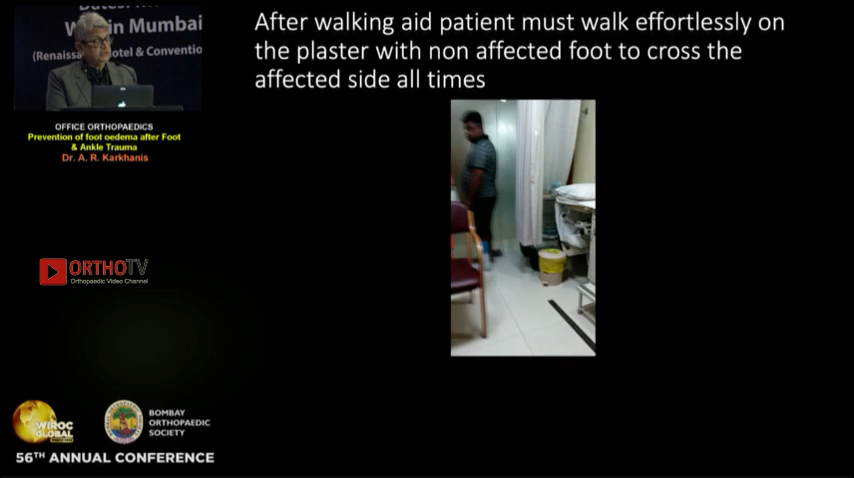 After walking aid patient must walk effortlessly on
the plaster with non affected foot to cross the
affected side all times
in Mumbai
OFFICE ORTHOPAEDICS
Prevention of foot oedema after Foot
& Ankle Trauma
Dr. A. R. Karkhanis
ORTHOTV
Orthopaedic Video Channel
WIROC
GLOBAL
BOMBAY
ORTHOPAEDIC
SOCIETY
56TH ANNUAL CONFERENCE